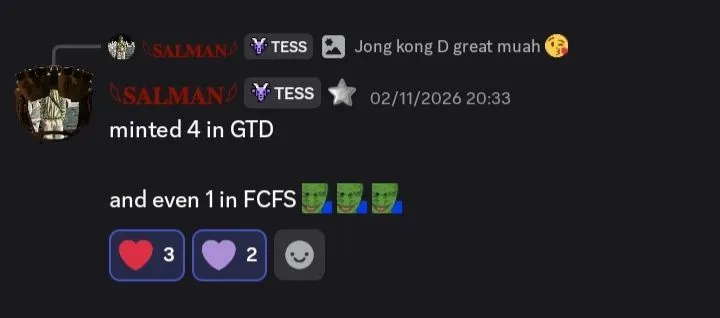 SALMAN TESS Jong kong D great muah 😘
SALMAN TESS 02/11/2026 20:33
minted 4 in GTD
and even 1 in FCFS
3 2